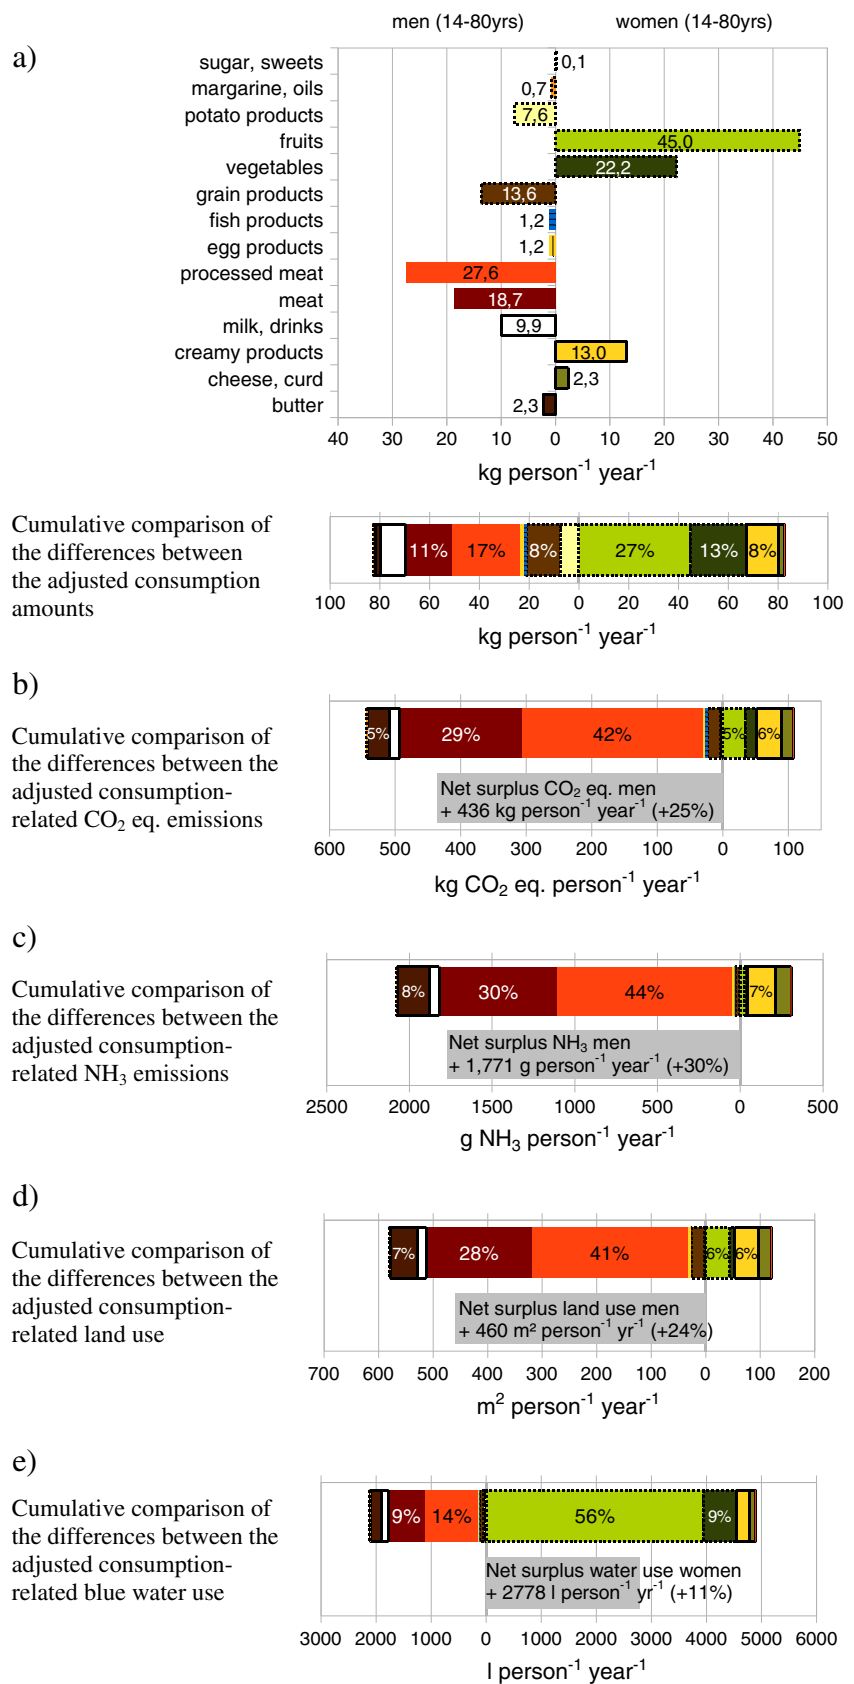 men (14-80yrs) women (14-80yrs)
a)
sugar, sweets 0,1
margarine, oils 0,7
potato products 7,6
fruits 45,0
vegetables 22,2
grain products 13,6
fish products 1,2
egg products 1,2
processed meat 27,6
meat 18,7
milk, drinks 9,9
creamy products 13,0
cheese, curd 2,3
butter 2,3
40 30 20 10 0 10 20 30 40 50
kg person⁻¹ year⁻¹
Cumulative comparison of
the differences between
the adjusted consumption
amounts
11% 17% 8% 27% 13% 8%
100 80 60 40 20 0 20 40 60 80 100
kg person⁻¹ year⁻¹
b)
Cumulative comparison of
the differences between the
adjusted consumption-
related CO₂ eq. emissions
5% 29% 42% 5% 6%
Net surplus CO₂ eq. men
+ 436 kg person⁻¹ year⁻¹ (+25%)
600 500 400 300 200 100 0 100
kg CO₂ eq. person⁻¹ year⁻¹
c)
Cumulative comparison of
the differences between the
adjusted consumption-
related NH₃ emissions
8% 30% 44% 7%
Net surplus NH₃ men
+ 1,771 g person⁻¹ year⁻¹ (+30%)
2500 2000 1500 1000 500 0 500
g NH₃ person⁻¹ year⁻¹
d)
Cumulative comparison of
the differences between the
adjusted consumption-
related land use
7% 28% 41% 6% 6%
Net surplus land use men
+ 460 m² person⁻¹ yr⁻¹ (+24%)
700 600 500 400 300 200 100 0 100 200
m² person⁻¹ year⁻¹
e)
Cumulative comparison of
the differences between the
adjusted consumption-
related blue water use
9% 14% 56% 9%
Net surplus water use women
+ 2778 l person⁻¹ yr⁻¹ (+11%)
3000 2000 1000 0 1000 2000 3000 4000 5000 6000
l person⁻¹ year⁻¹